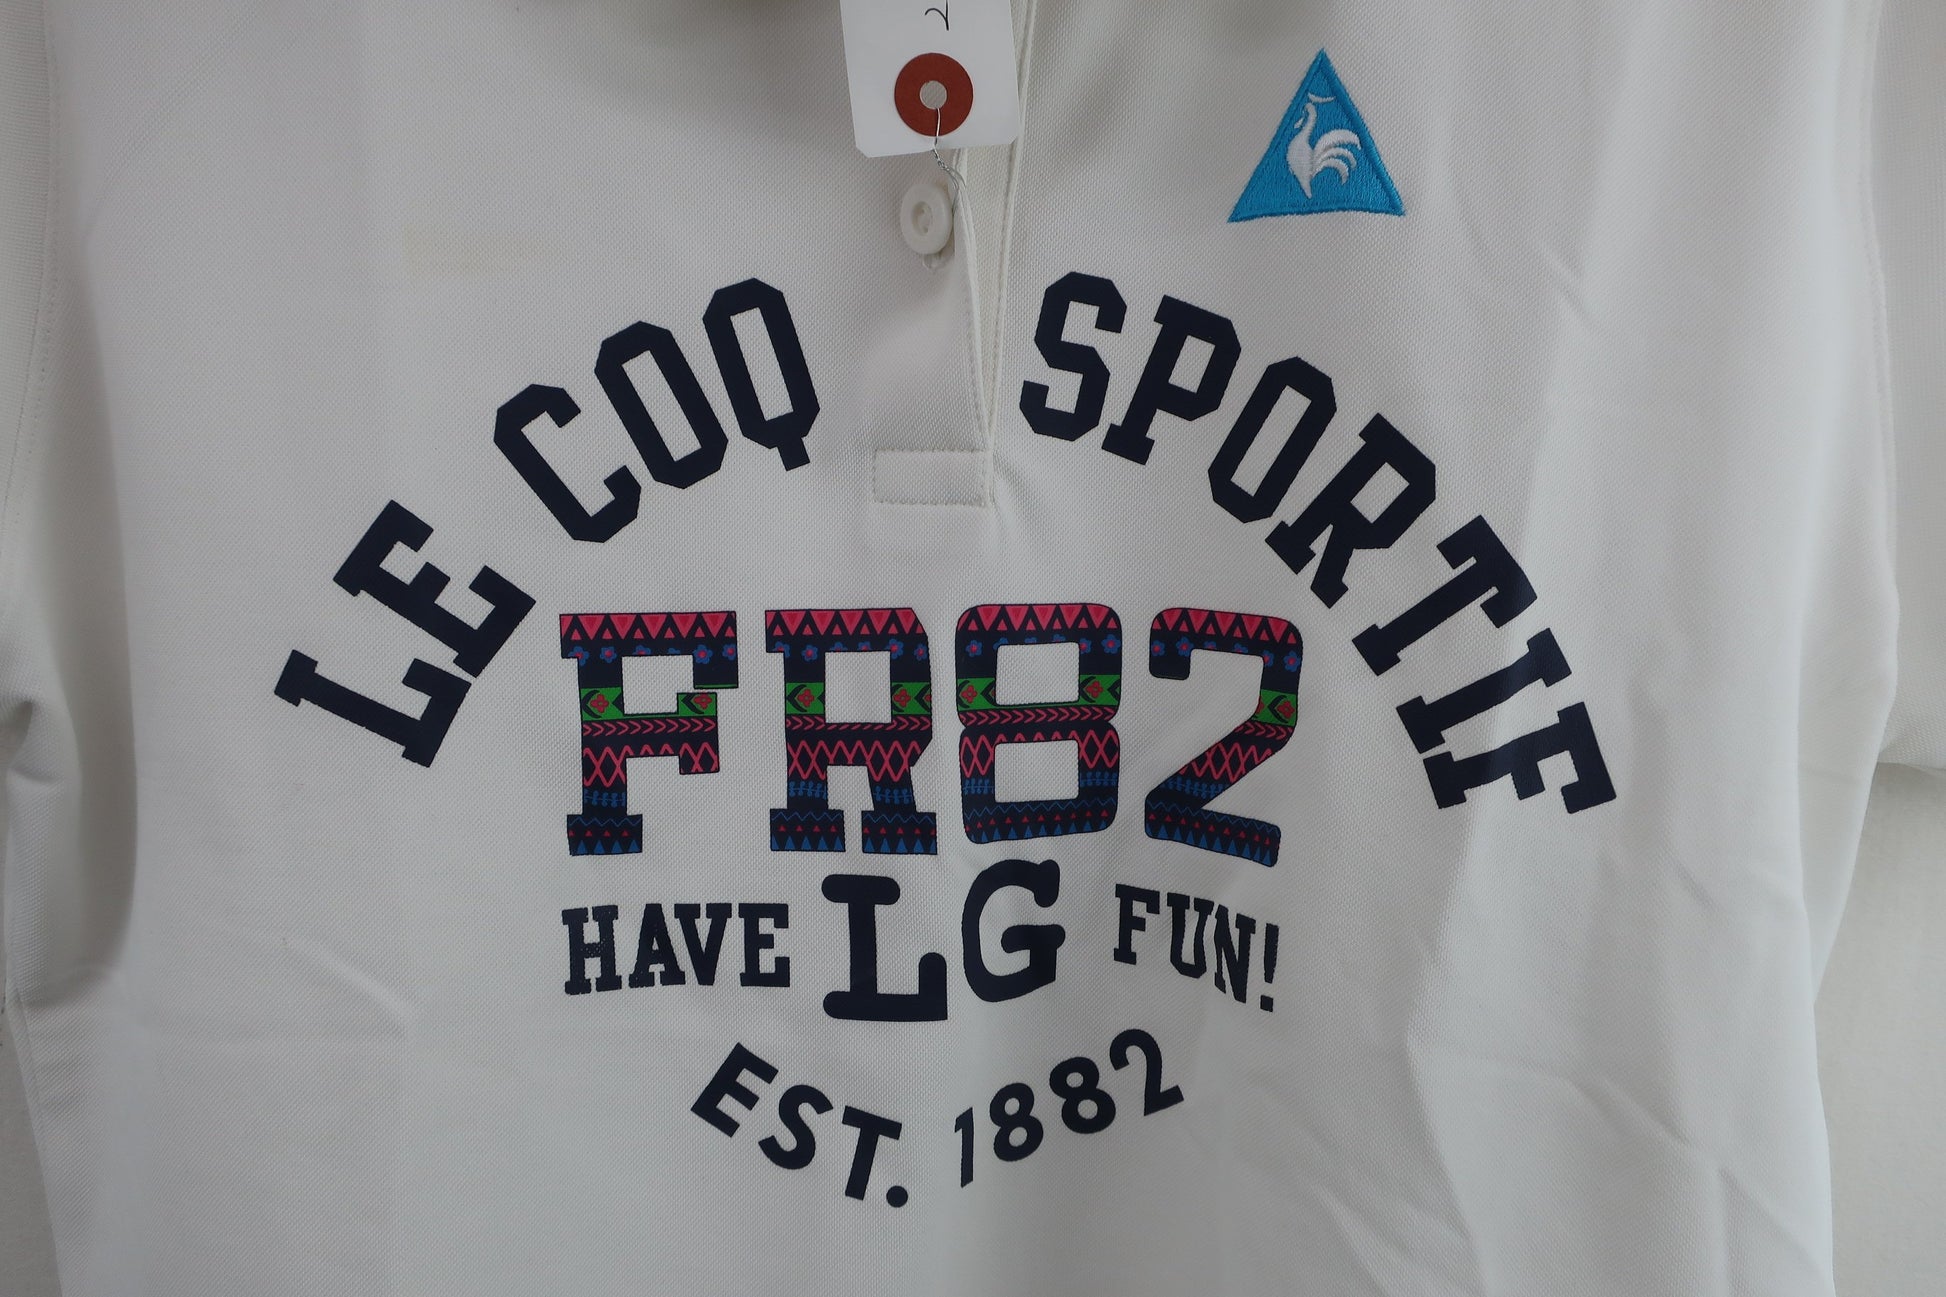 LE COQ SPORTIF
FR82
HAVE LG FUN!
EST. 1882